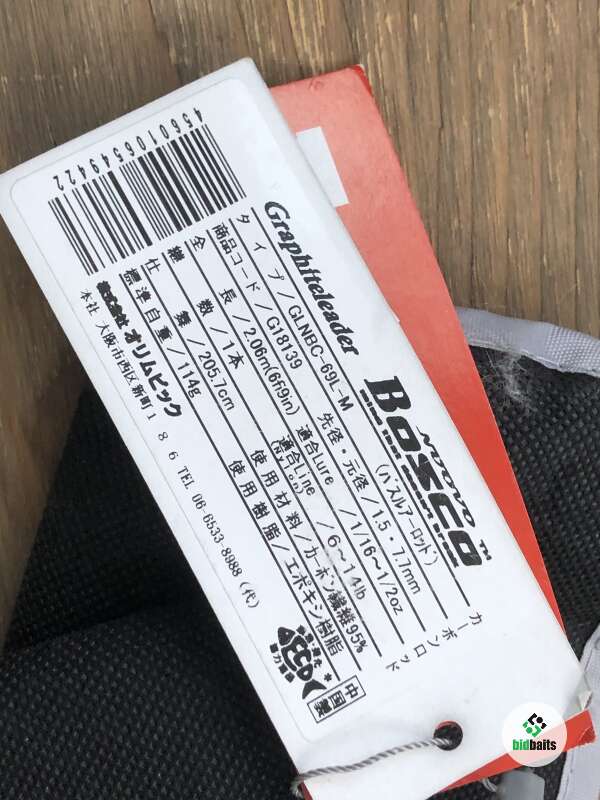 Graphiteleader
NUOVO
BOSCO™
カーボンロッド
(バスルアーロッド)
タイプ/GLNBC-69L-M
先径・元径/1.5・7.7mm
商品コード/G18139
適合Lure/1/16~1/2oz
全長/2.06m(6ft9in)
適合Line(Nylon)/6~14lb
継数/1本
使用材料/カーボン繊維95%
仕舞/205.7cm
使用樹脂/エポキシ樹脂
標準自重/114g
中国製
株式会社オリムピック
本社 大阪市西区新町1 8 6 TEL 06-6533-8988 (代)
4560106549422
bidbaits